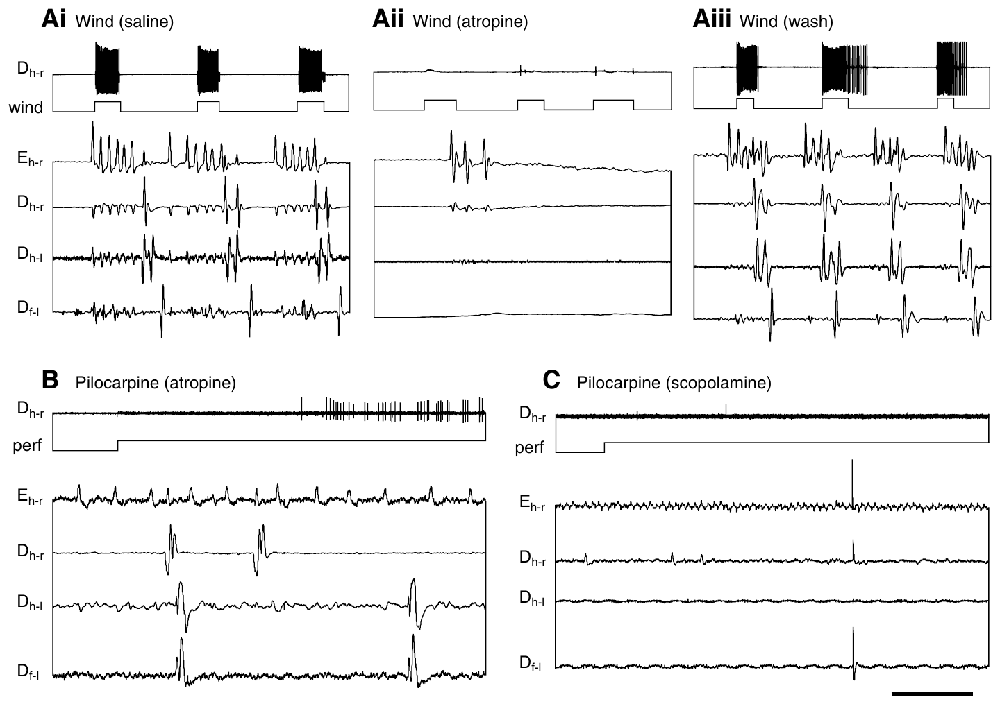 Ai Wind (saline)
Aii Wind (atropine)
Aiii Wind (wash)
Dh-r
wind
Eh-r
Dh-r
Dh-l
Df-l
B Pilocarpine (atropine)
C Pilocarpine (scopolamine)
Dh-r
perf
Eh-r
Dh-r
Dh-l
Df-l
Dh-r
perf
Eh-r
Dh-r
Dh-l
Df-l